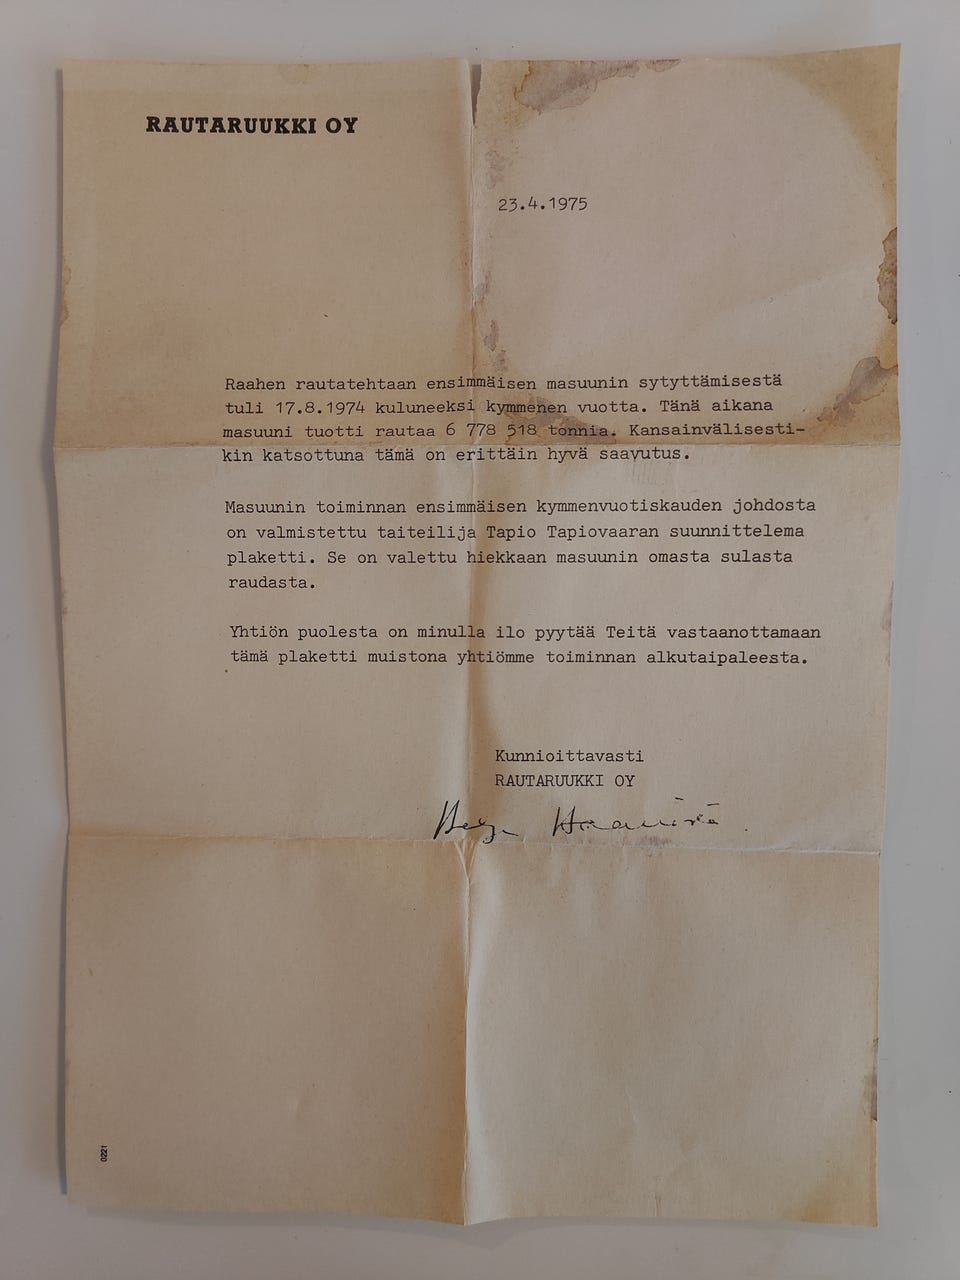 RAUTARUUKKI OY
23.4.1975
Raahen rautatehtaan ensimmäisen masuunin sytyttämisestä
tuli 17.8.1974 kuluneeksi kymmenen vuotta. Tänä aikana
masuuni tuotti rautaa 6 778 518 tonnia. Kansainvälisesti-
kin katsottuna tämä on erittäin hyvä saavutus.
Masuunin toiminnan ensimmäisen kymmenvuotiskauden johdosta
on valmistettu taiteilija Tapio Tapiovaaran suunnittelema
plaketti. Se on valettu hiekkaan masuunin omasta sulasta
raudasta.
Yhtiön puolesta on minulla ilo pyytää Teitä vastaanottamaan
tämä plaketti muistona yhtiömme toiminnan alkutaipaleesta.
Kunnioittavasti
RAUTARUUKKI OY
0221